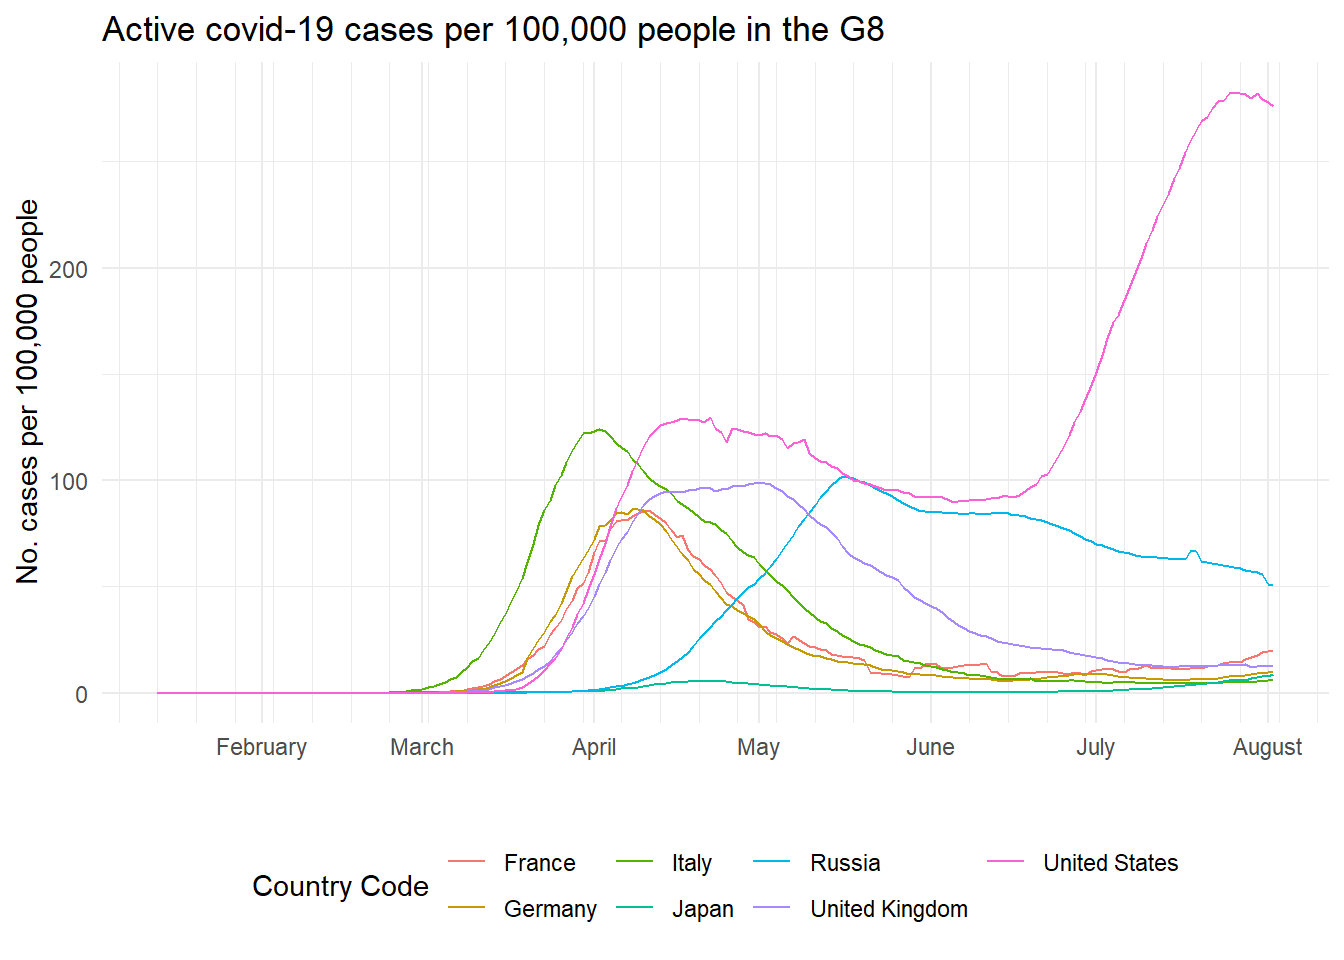 Active covid-19 cases per 100,000 people in the G8
No. cases per 100,000 people
200
100
0
February March April May June July August
Country Code
France Italy Russia United States
Germany Japan United Kingdom